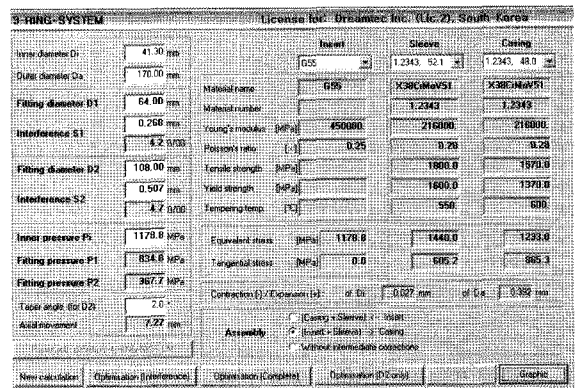 3-RING-SYSTEM License for: Dreamtec Inc. (Lic.2), South Korea
Insert Sleeve Casing
Inner diameter Di 41.30 mm
G55 1.2343, 52.1 1.2343, 48.0
Outer diameter Da 170.00 mm
Material name G55 X38CrMoV51 X38CrMoV51
Fitting diameter D1 64.00 mm
Material number 1.2343 1.2343
Interference S1 0.268 mm
Young's modulus [MPa] 450000 216000 216000
4.2 0/00
Poisson's ratio [-] 0.25 0.28 0.28
Fitting diameter D2 108.00 mm
Tensile strength [MPa] 1800.0 1570.0
Interference S2 0.507 mm
Yield strength [MPa] 1600.0 1370.0
4.7 0/00
Tempering temp. [°C] 550 600
Inner pressure Pi 1178.8 MPa
Equivalent stress [MPa] 1178.8 1440.0 1233.0
Fitting pressure P1 834.6 MPa
Tangential stress [MPa] 0.0 605.2 865.3
Fitting pressure P2 367.7 MPa
Contraction (-) / Expansion (+): of Di 0.027 mm of Da 0.392 mm
Taper angle (for D2) 2.0 °
Axial movement 7.27 mm
Assembly
(Casing + Sleeve) <- Insert
(Insert + Sleeve) -> Casing
Without intermediate corrections
New calculation Optimisation (Interference) Optimisation (Complete) Optimisation (D2 only) Graphic